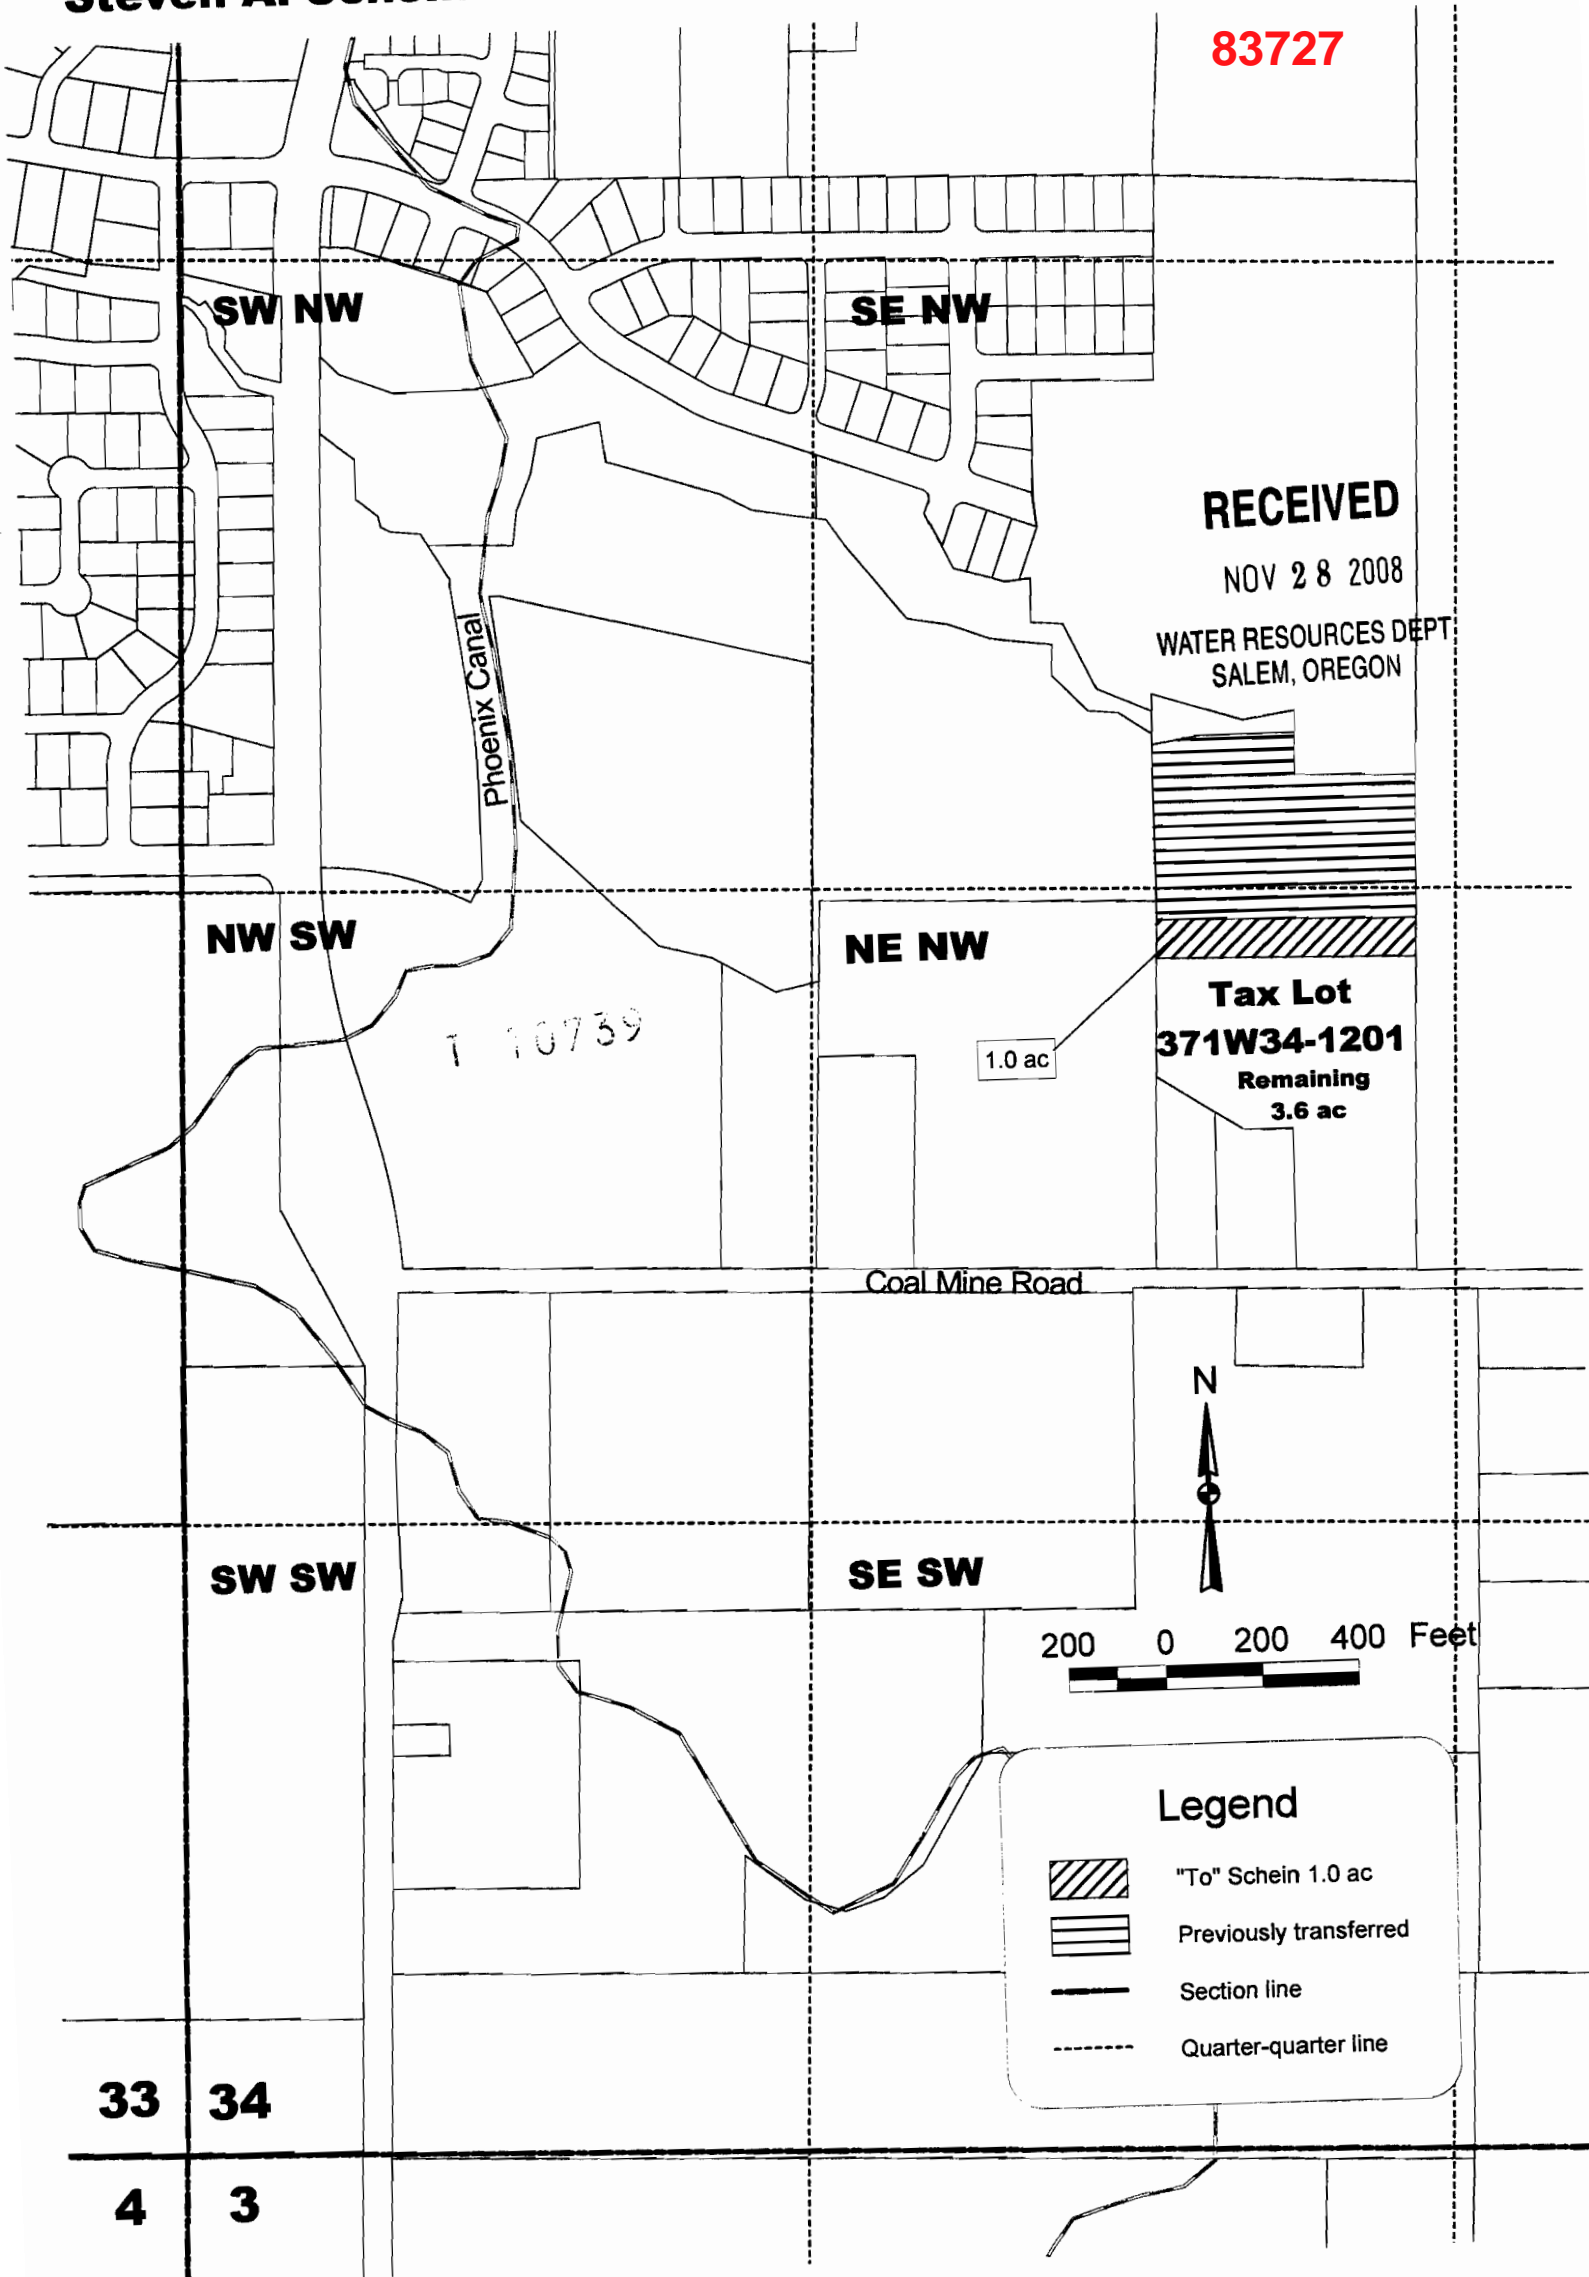 Steven A.
83727
SW NW
SE NW
RECEIVED
NOV 28 2008
WATER RESOURCES DEPT
SALEM, OREGON
Phoenix Canal
NW SW
NE NW
Tax Lot
371W34-1201
Remaining
3.6 ac
T 10739
1.0 ac
Coal Mine Road
N
SW SW
SE SW
200 0 200 400 Feet
Legend
"To" Schein 1.0 ac
Previously transferred
Section line
Quarter-quarter line
33 34
4 3